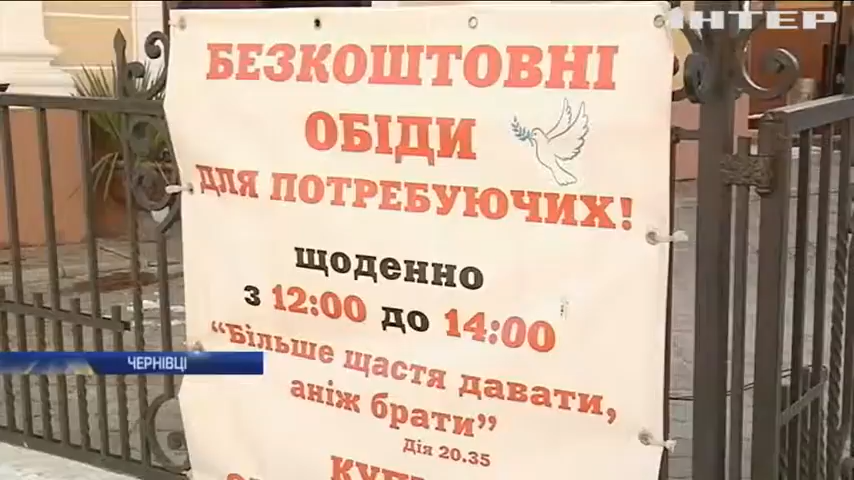 ІНТЕР
БЕЗКОШТОВНІ
ОБІДИ
ДЛЯ ПОТРЕБУЮЧИХ!
щоденно
з 12:00 до 14:00
“Більше щастя давати,
аніж брати”
Дія 20.35
ЧЕРНІВЦІ